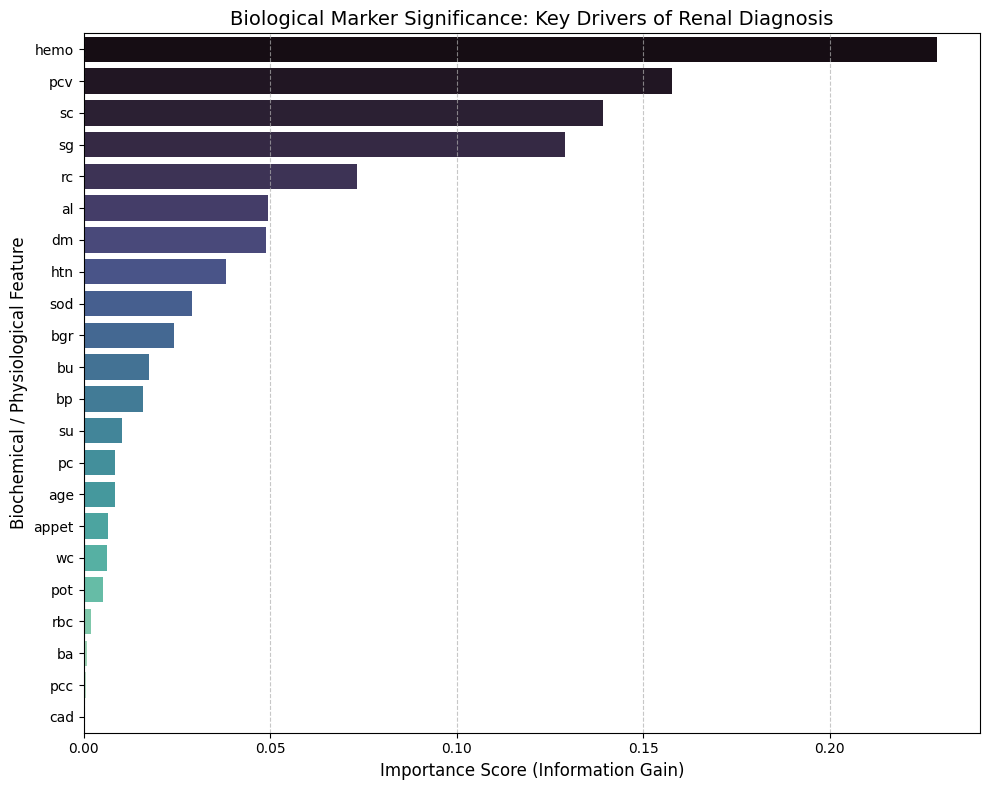 Biological Marker Significance: Key Drivers of Renal Diagnosis
Biochemical / Physiological Feature
hemo
pcv
sc
sg
rc
al
dm
htn
sod
bgr
bu
bp
su
pc
age
appet
wc
pot
rbc
ba
pcc
cad
0.00 0.05 0.10 0.15 0.20
Importance Score (Information Gain)